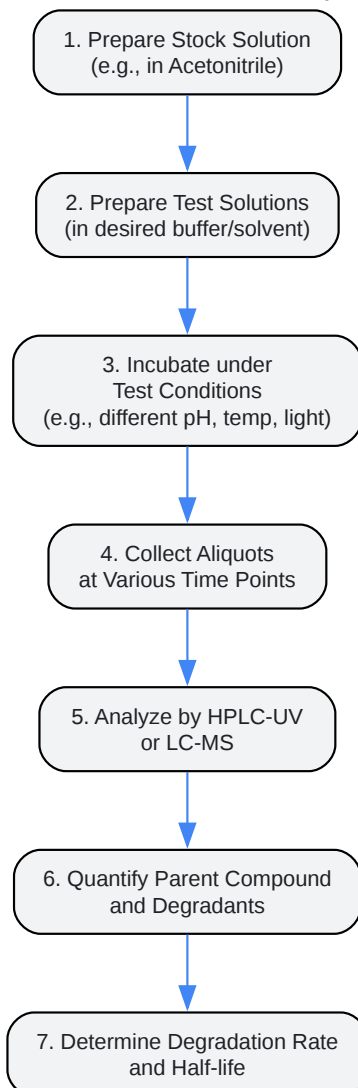 1. Prepare Stock Solution
(e.g., in Acetonitrile)
2. Prepare Test Solutions
(in desired buffer/solvent)
3. Incubate under
Test Conditions
(e.g., different pH, temp, light)
4. Collect Aliquots
at Various Time Points
5. Analyze by HPLC-UV
or LC-MS
6. Quantify Parent Compound
and Degradants
7. Determine Degradation Rate
and Half-life